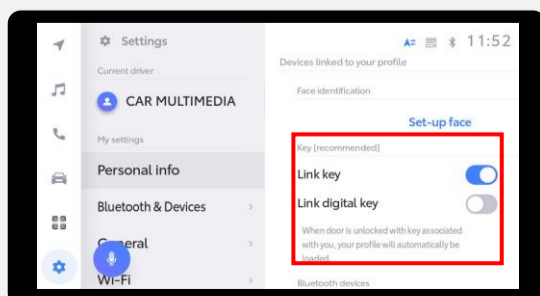 Settings
11:52
Current driver
CAR MULTIMEDIA
My settings
Personal info
Bluetooth & Devices
General
Wi-Fi
Devices linked to your profile
Face identification
Set-up face
Key [recommended]
Link key
Link digital key
When door is unlocked with key associated
with you, your profile will automatically be
loaded.
Bluetooth devices